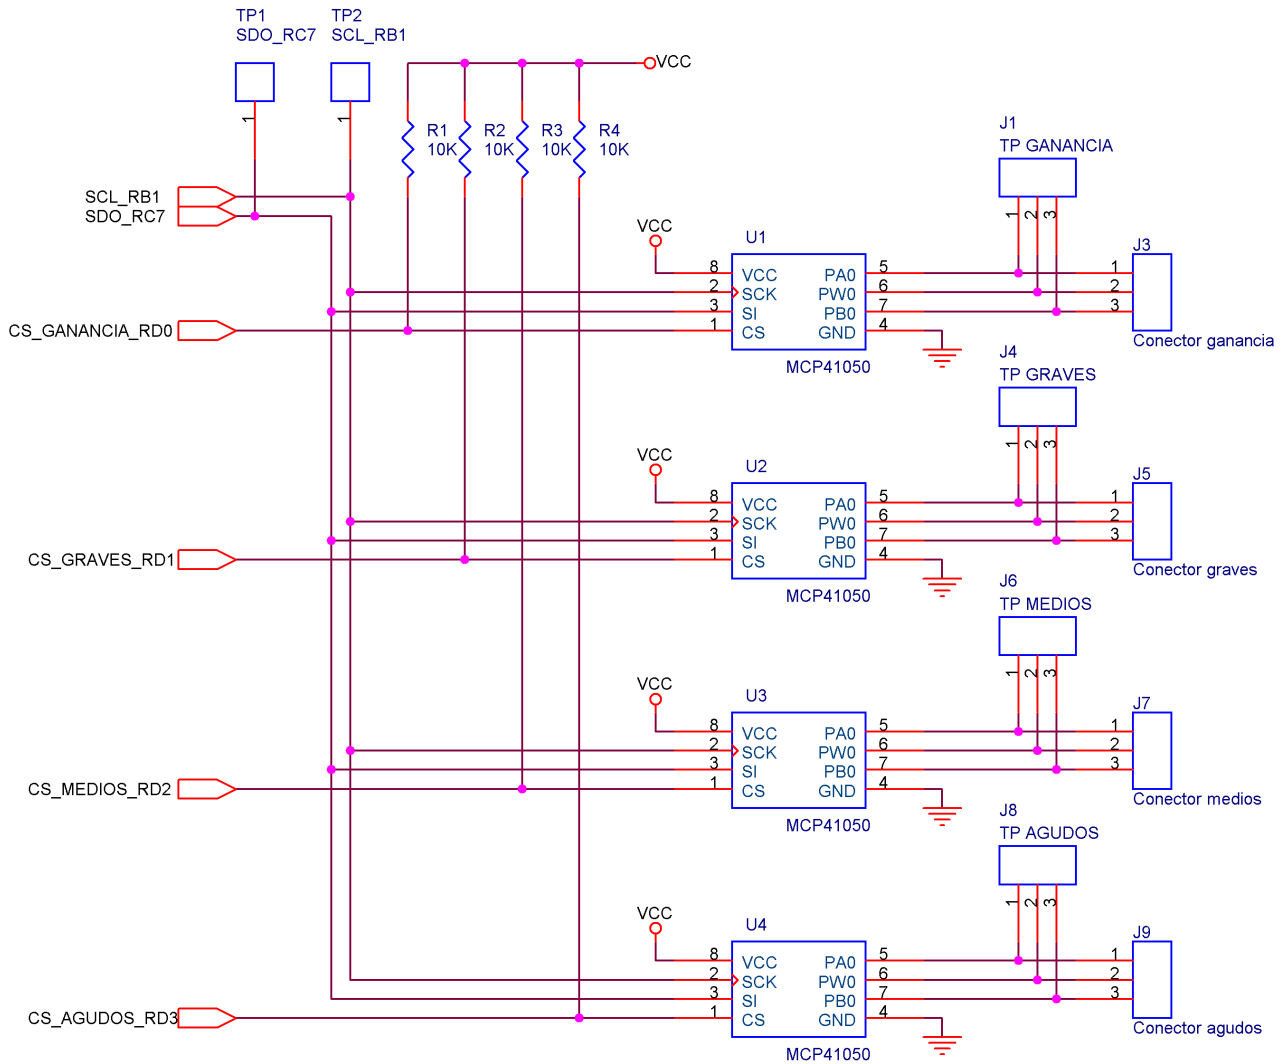 TP1
SDO_RC7
TP2
SCL_RB1
VCC
1
1
R1
10K
R2
10K
R3
10K
R4
10K
SCL_RB1
SDO_RC7
J1
TP GANANCIA
1 2 3
VCC
U1
8 VCC PA0 5
2 SCK PW0 6
3 SI PB0 7
1 CS GND 4
MCP41050
CS_GANANCIA_RD0
J3
1
2
3
Conector ganancia
J4
TP GRAVES
1 2 3
VCC
U2
8 VCC PA0 5
2 SCK PW0 6
3 SI PB0 7
1 CS GND 4
MCP41050
CS_GRAVES_RD1
J5
1
2
3
Conector graves
J6
TP MEDIOS
1 2 3
VCC
U3
8 VCC PA0 5
2 SCK PW0 6
3 SI PB0 7
1 CS GND 4
MCP41050
CS_MEDIOS_RD2
J7
1
2
3
Conector medios
J8
TP AGUDOS
1 2 3
VCC
U4
8 VCC PA0 5
2 SCK PW0 6
3 SI PB0 7
1 CS GND 4
MCP41050
CS_AGUDOS_RD3
J9
1
2
3
Conector agudos